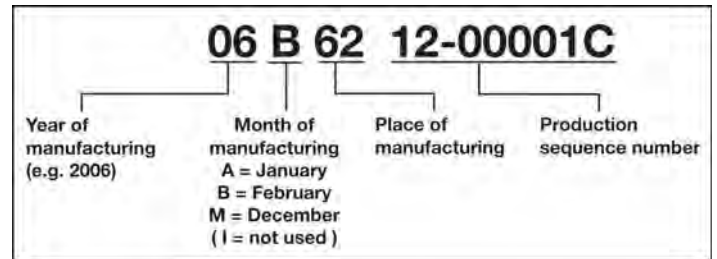 06 B 62 12-00001C
Year of
manufacturing
(e.g. 2006)
Month of
manufacturing
A = January
B = February
M = December
( I = not used )
Place of
manufacturing
Production
sequence number